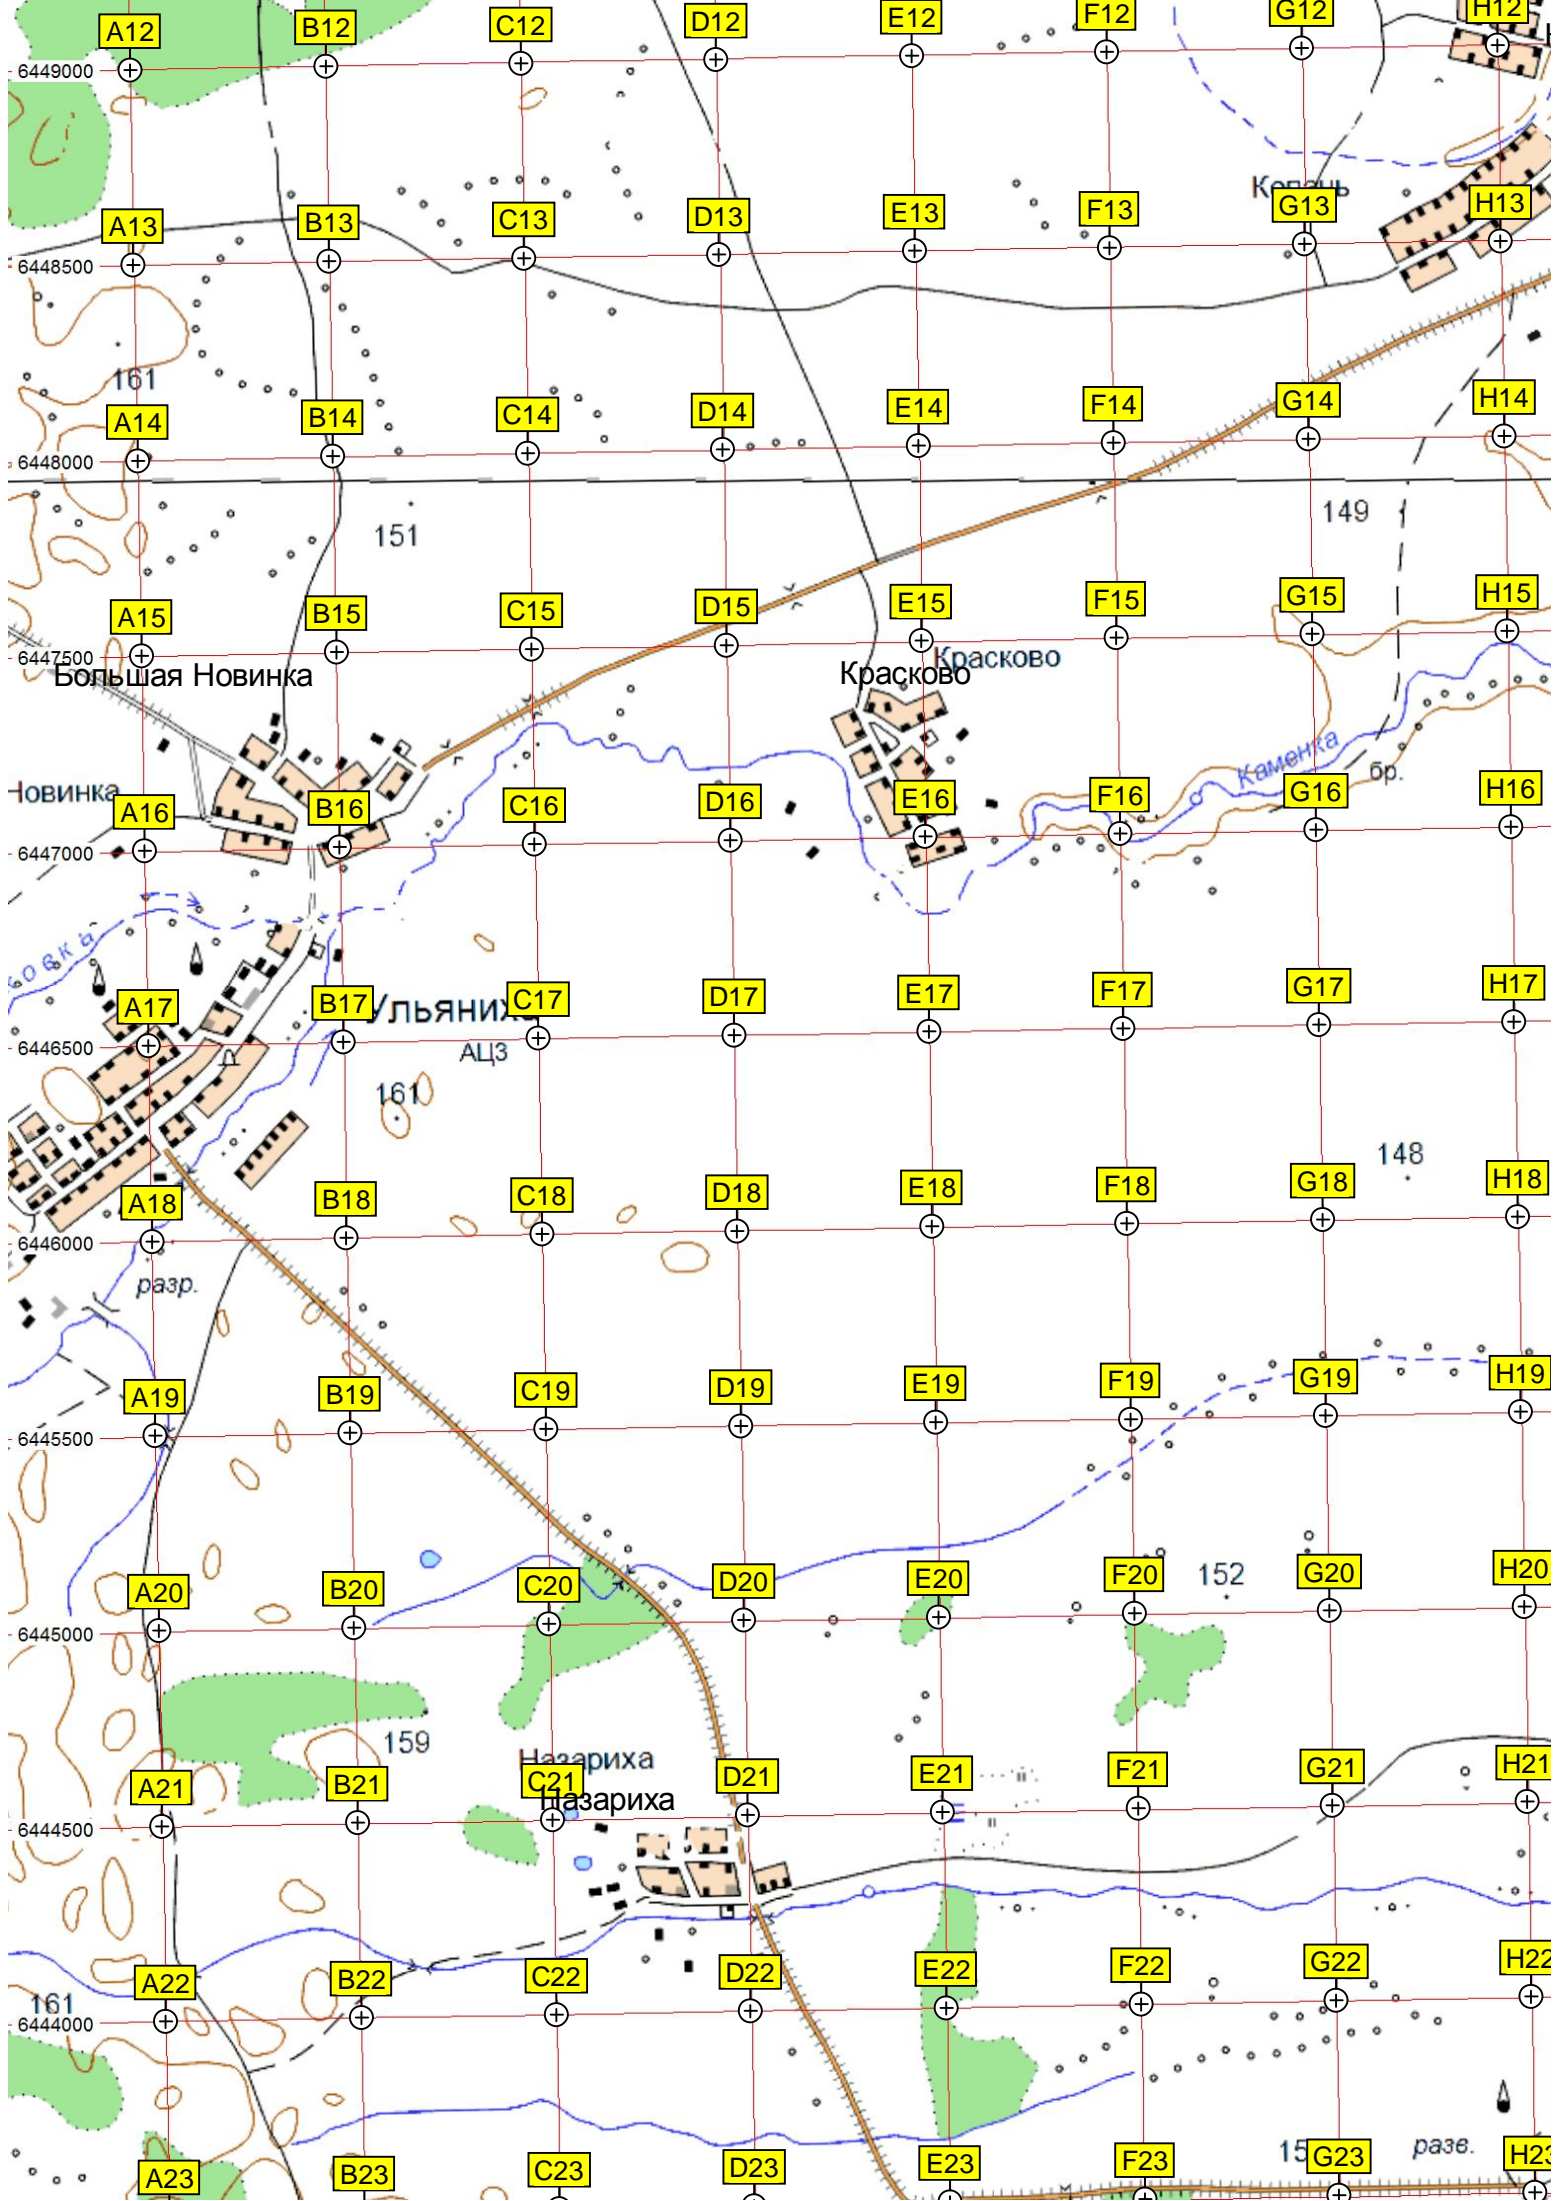 A12 B12 C12 D12 E12 F12 G12 H12
6449000
Копань
A13 B13 C13 D13 E13 F13 G13 H13
6448500
161
A14 B14 C14 D14 E14 F14 G14 H14
6448000
151 149
A15 B15 C15 D15 E15 F15 G15 H15
6447500
Большая Новинка Красково Красково
Каменка
бр.
Новинка
A16 B16 C16 D16 E16 F16 G16 H16
6447000
овка
A17 B17 C17 D17 E17 F17 G17 H17
Ульяниха
6446500
АЦЗ
161
148
A18 B18 C18 D18 E18 F18 G18 H18
6446000
разр.
A19 B19 C19 D19 E19 F19 G19 H19
6445500
152
A20 B20 C20 D20 E20 F20 G20 H20
6445000
159
Назариха
A21 B21 C21 D21 E21 F21 G21 H21
Назариха
6444500
A22 B22 C22 D22 E22 F22 G22 H22
161
6444000
15 разв.
A23 B23 C23 D23 E23 F23 G23 H23